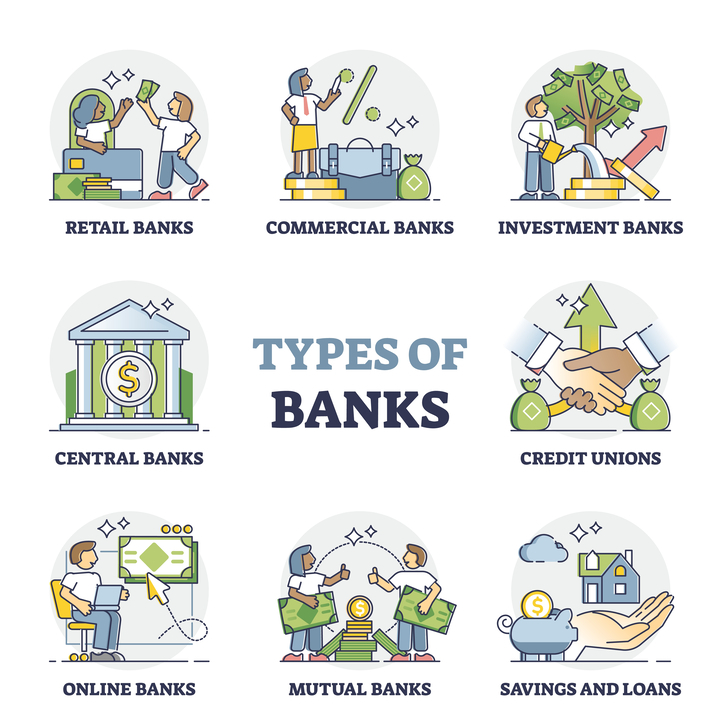 RETAIL BANKS
COMMERCIAL BANKS
INVESTMENT BANKS
$
CENTRAL BANKS
TYPES OF
BANKS
CREDIT UNIONS
ONLINE BANKS
$
MUTUAL BANKS
$
SAVINGS AND LOANS